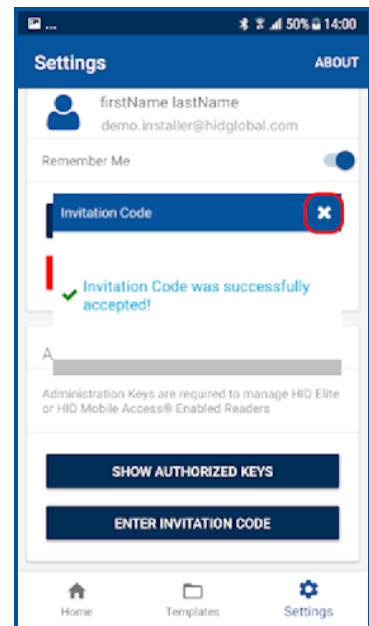 ... 50% 14:00
Settings ABOUT
firstName lastName
demo.installer@hidglobal.com
Remember Me
Invitation Code
Invitation Code was successfully
accepted!
A
Administration Keys are required to manage HID Elite
or HID Mobile Access® Enabled Readers
SHOW AUTHORIZED KEYS
ENTER INVITATION CODE
Home Templates Settings